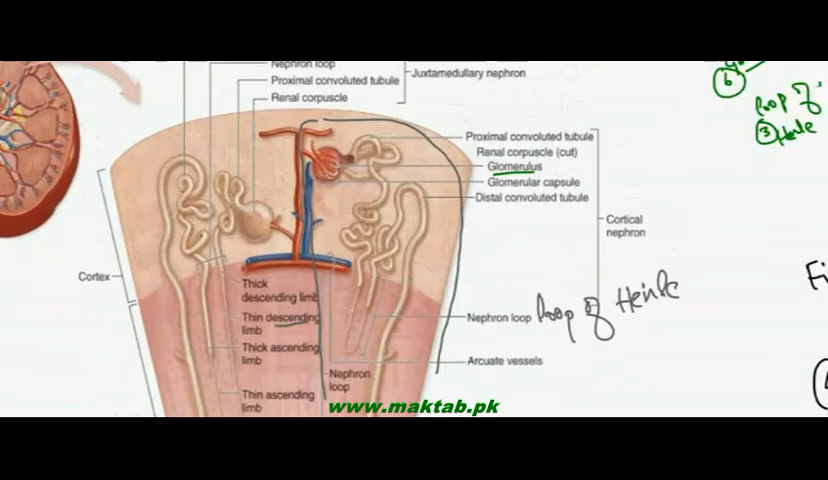 Nephron loop
Proximal convoluted tubule
Juxtamedullary nephron
Renal corpuscle
6
loop of
3 Henle
Proximal convoluted tubule
Renal corpuscle (cut)
Glomerulus
Glomerular capsule
Distal convoluted tubule
Cortical
nephron
Cortex
Thick
descending limb
Thin descending
limb
Nephron loop
loop of Henle
Thick ascending
limb
Arcuate vessels
Nephron
loop
Thin ascending
limb
www.maktab.pk